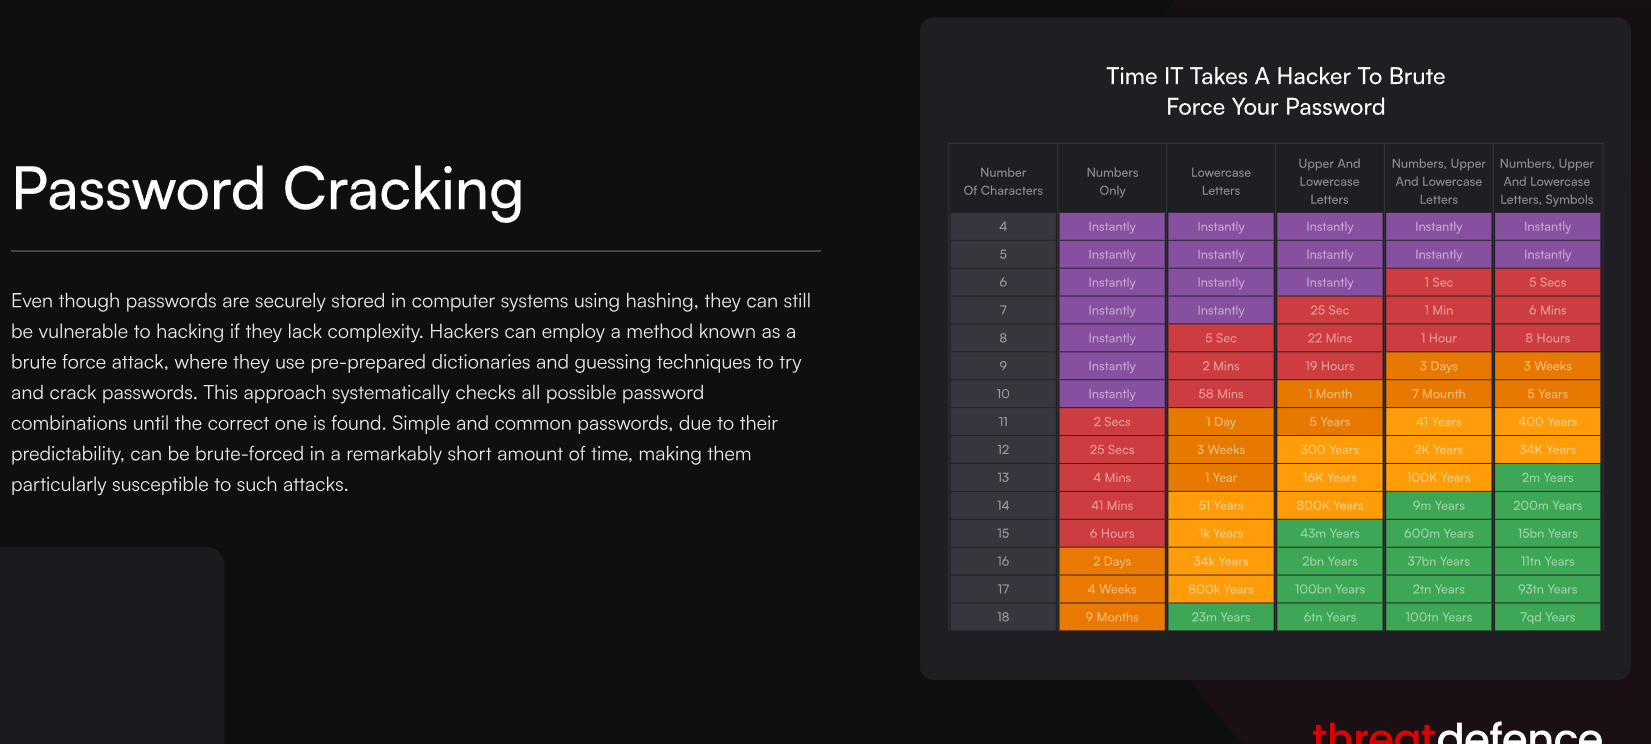 Password Cracking
Even though passwords are securely stored in computer systems using hashing, they can still
be vulnerable to hacking if they lack complexity. Hackers can employ a method known as a
brute force attack, where they use pre-prepared dictionaries and guessing techniques to try
and crack passwords. This approach systematically checks all possible password
combinations until the correct one is found. Simple and common passwords, due to their
predictability, can be brute-forced in a remarkably short amount of time, making them
particularly susceptible to such attacks.
Time IT Takes A Hacker To Brute
Force Your Password
Number Of Characters | Numbers Only | Lowercase Letters | Upper And Lowercase Letters | Numbers, Upper And Lowercase Letters | Numbers, Upper And Lowercase Letters, Symbols
4 Instantly Instantly Instantly Instantly Instantly
5 Instantly Instantly Instantly Instantly Instantly
6 Instantly Instantly Instantly 1 Sec 5 Secs
7 Instantly Instantly 25 Sec 1 Min 6 Mins
8 Instantly 5 Sec 22 Mins 1 Hour 8 Hours
9 Instantly 2 Mins 19 Hours 3 Days 3 Weeks
10 Instantly 58 Mins 1 Month 7 Mounth 5 Years
11 2 Secs 1 Day 5 Years 41 Years 400 Years
12 25 Secs 3 Weeks 300 Years 2K Years 34K Years
13 4 Mins 1 Year 16K Years 100K Years 2m Years
14 41 Mins 51 Years 800K Years 9m Years 200m Years
15 6 Hours 1k Years 43m Years 600m Years 15bn Years
16 2 Days 34k Years 2bn Years 37bn Years 11tn Years
17 4 Weeks 800k Years 100bn Years 2tn Years 93tn Years
18 9 Months 23m Years 6tn Years 100tn Years 7qd Years
threatdefence